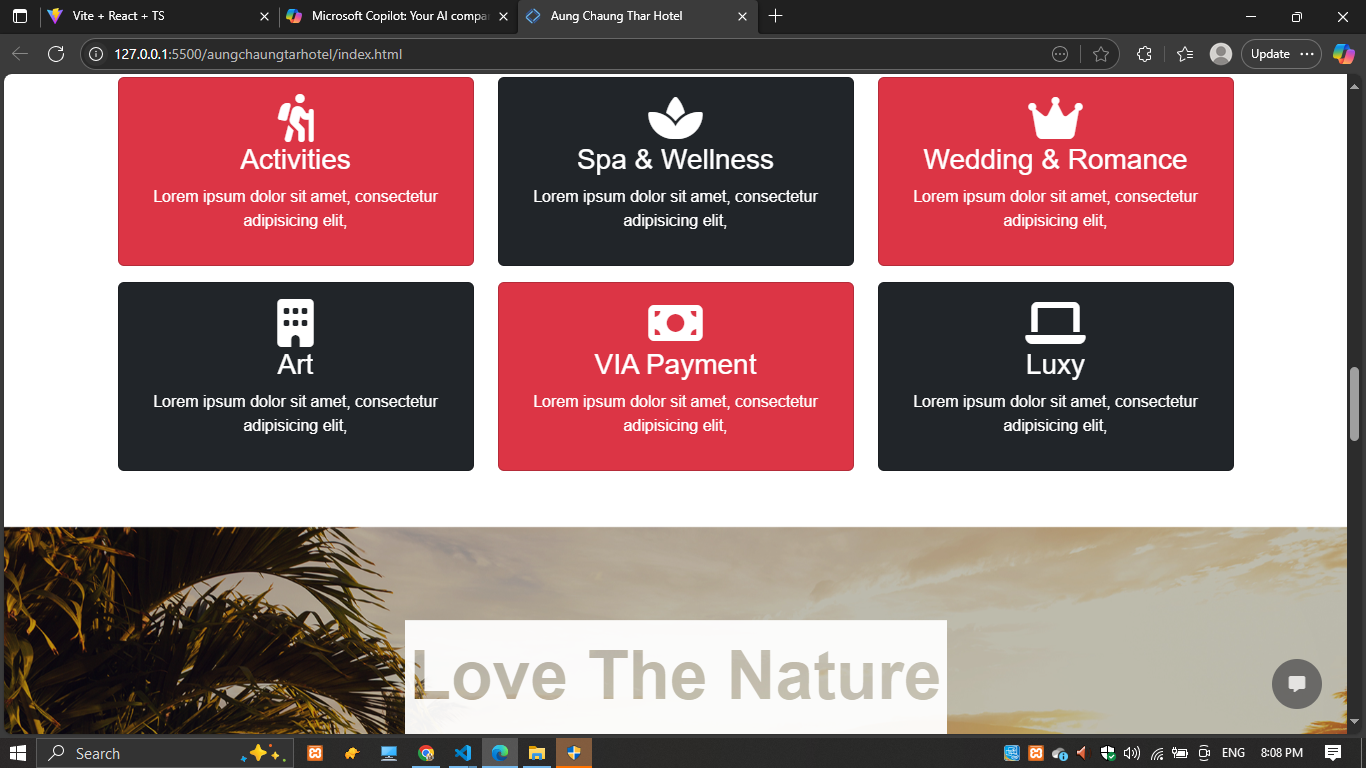 Vite + React + TS
Microsoft Copilot: Your AI compa
Aung Chaung Thar Hotel
127.0.0.1:5500/aungchaungtarhotel/index.html
Update
Activities
Lorem ipsum dolor sit amet, consectetur
adipisicing elit,
Spa & Wellness
Lorem ipsum dolor sit amet, consectetur
adipisicing elit,
Wedding & Romance
Lorem ipsum dolor sit amet, consectetur
adipisicing elit,
Art
Lorem ipsum dolor sit amet, consectetur
adipisicing elit,
VIA Payment
Lorem ipsum dolor sit amet, consectetur
adipisicing elit,
Luxy
Lorem ipsum dolor sit amet, consectetur
adipisicing elit,
Love The Nature
Search
ENG
8:08 PM